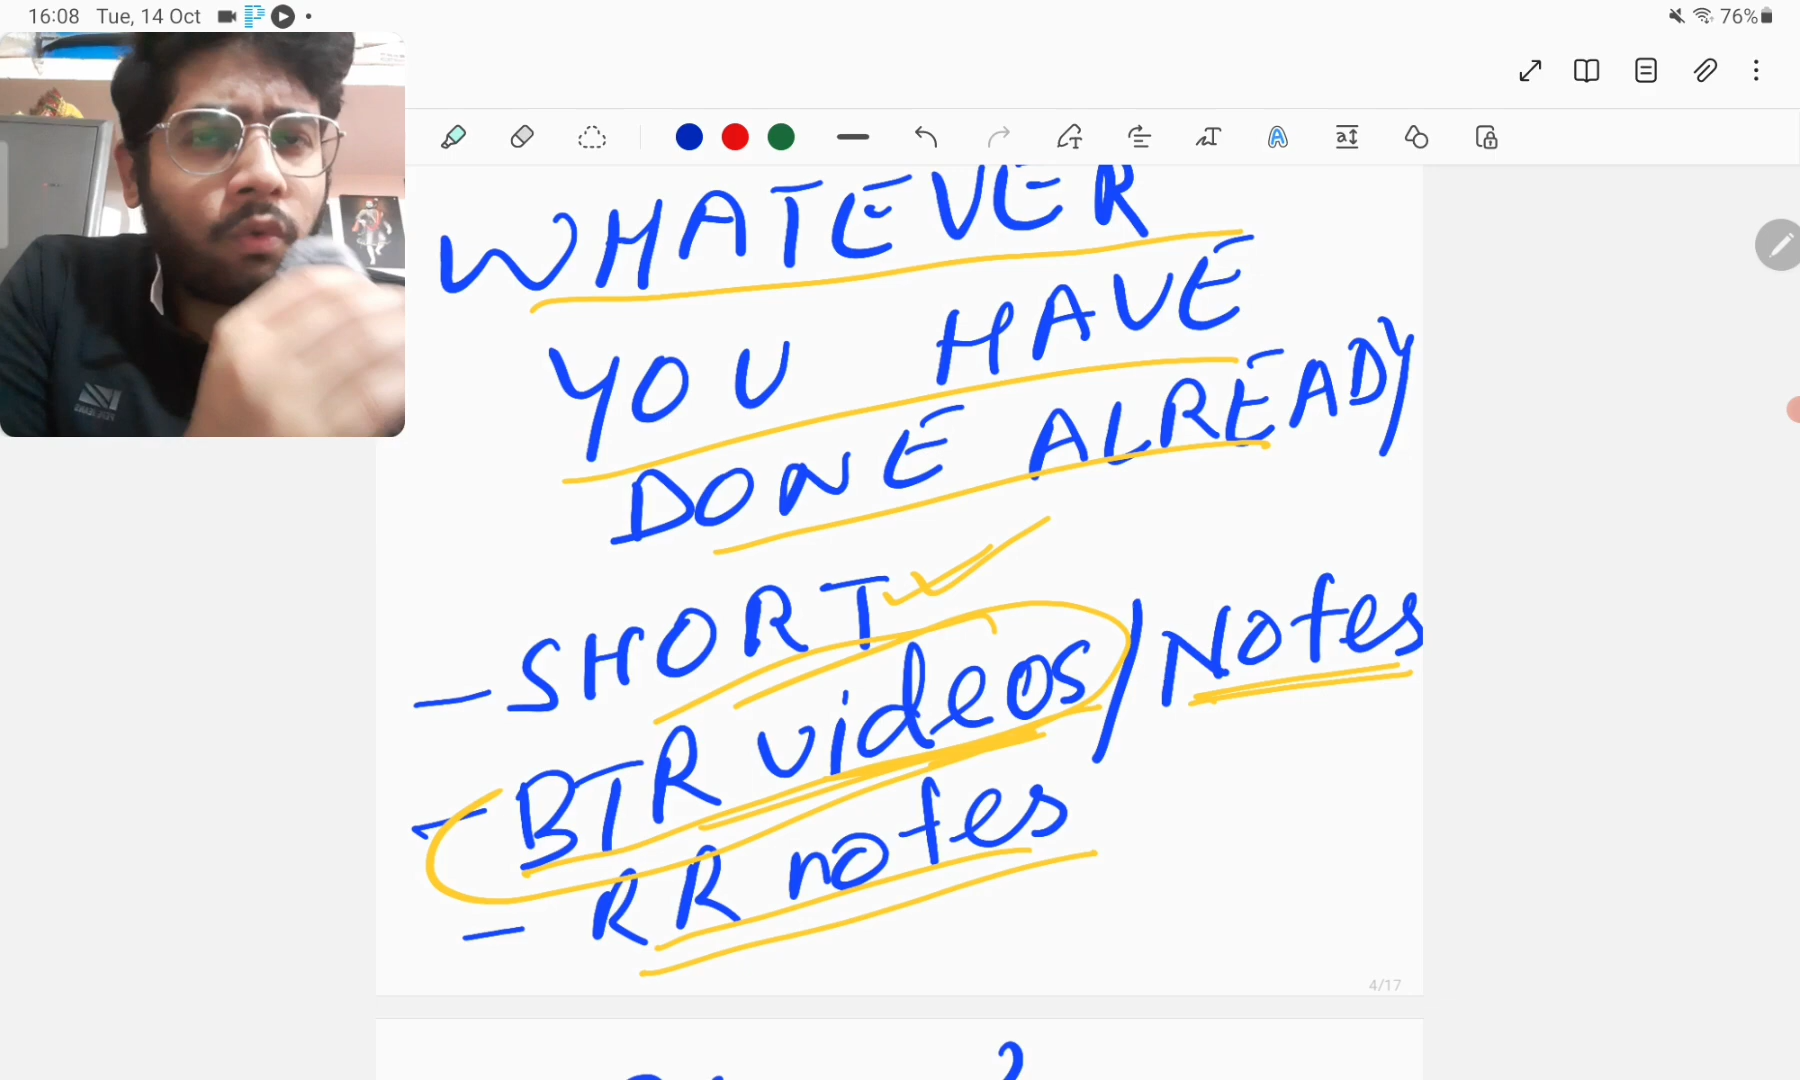 16:08 Tue, 14 Oct
76%
WHATEVER
YOU HAVE
DONE ALREADY
- SHORT
- BTR videos / Notes
- RR notes
4/17